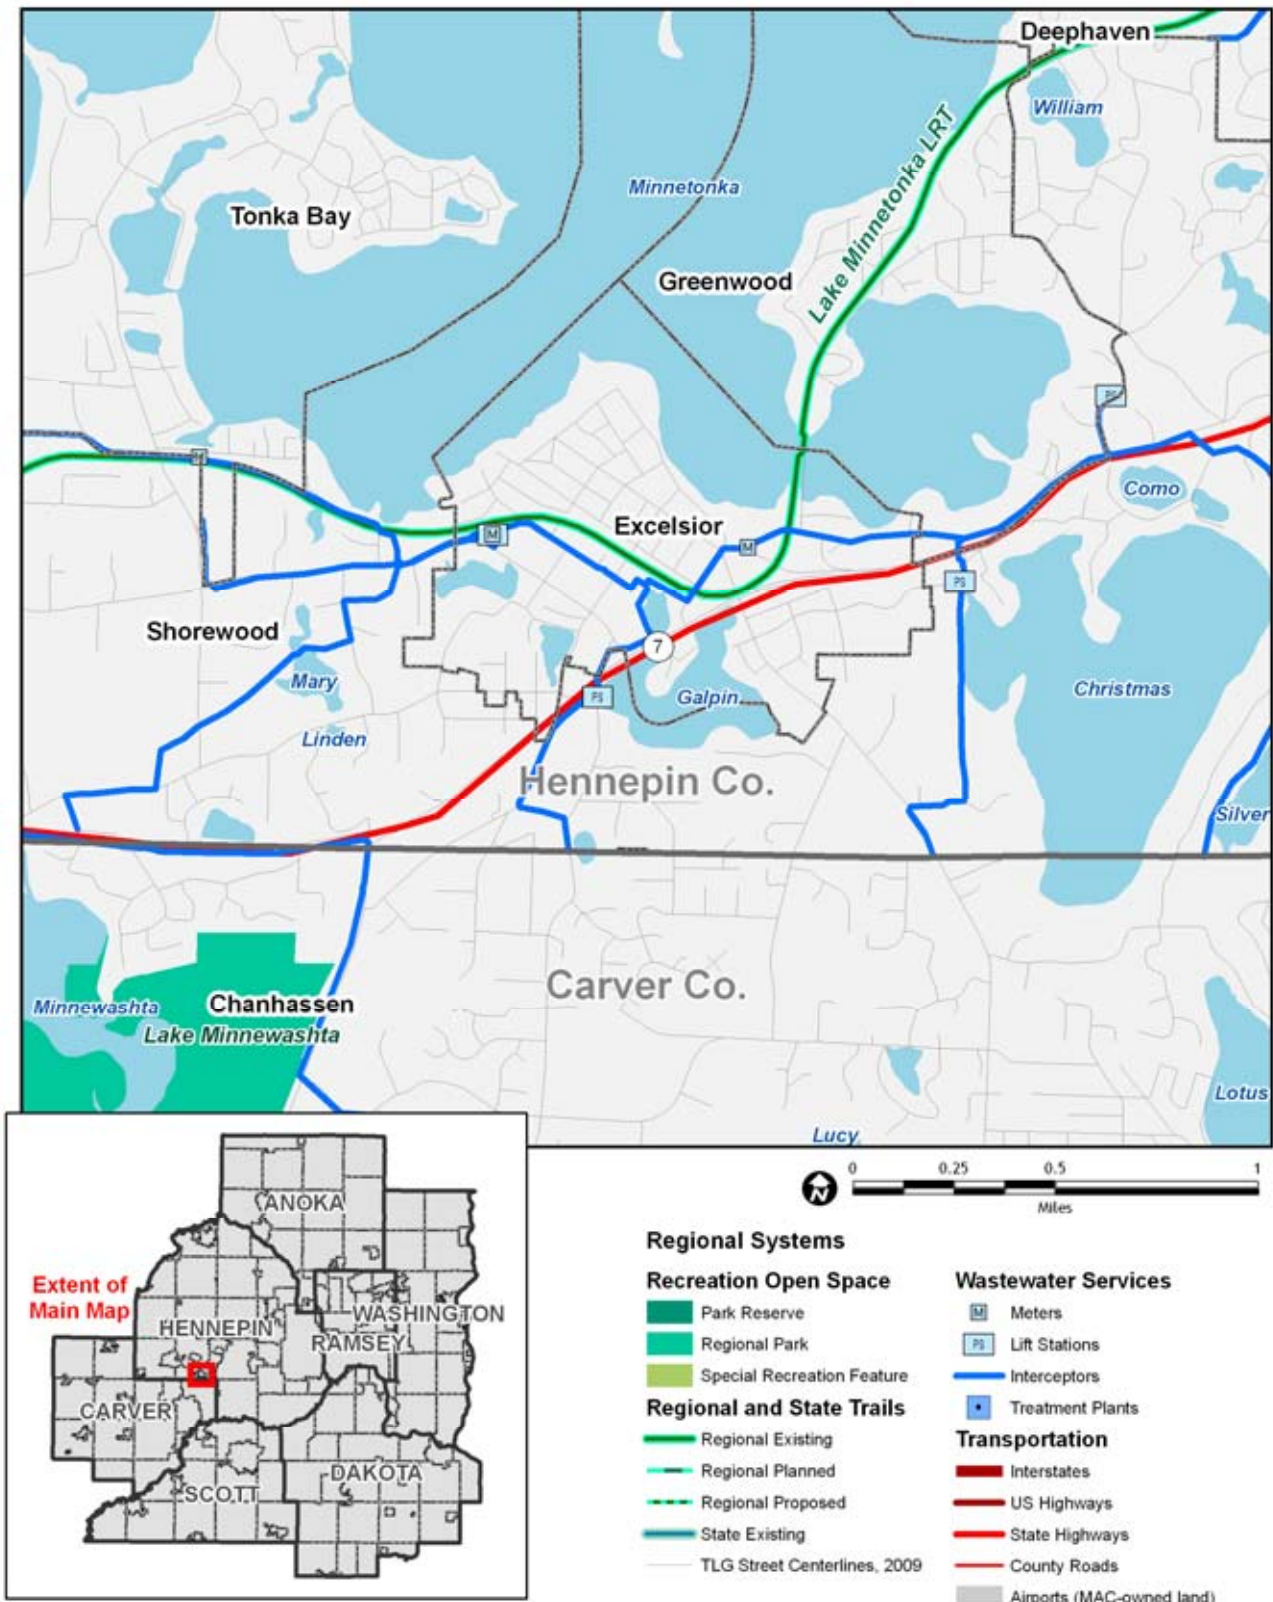 Deephaven
William
Minnetonka
Tonka Bay
Greenwood
Lake Minnetonka LRT
PS
M
Como
Excelsior
M
M
PS
Shorewood
7
Mary
PS
Galpin
Christmas
Linden
Hennepin Co.
Silver
Carver Co.
Minnewashta
Chanhassen
Lake Minnewashta
Lotus
Lucy
ANOKA
Extent of
Main Map
WASHINGTON
HENNEPIN
RAMSEY
CARVER
DAKOTA
SCOTT
N
0 0.25 0.5 1
Miles
Regional Systems
Recreation Open Space
Park Reserve
Regional Park
Special Recreation Feature
Regional and State Trails
Regional Existing
Regional Planned
Regional Proposed
State Existing
TLG Street Centerlines, 2009
Wastewater Services
M Meters
PS Lift Stations
Interceptors
Treatment Plants
Transportation
Interstates
US Highways
State Highways
County Roads
Airports (MAC-owned land)